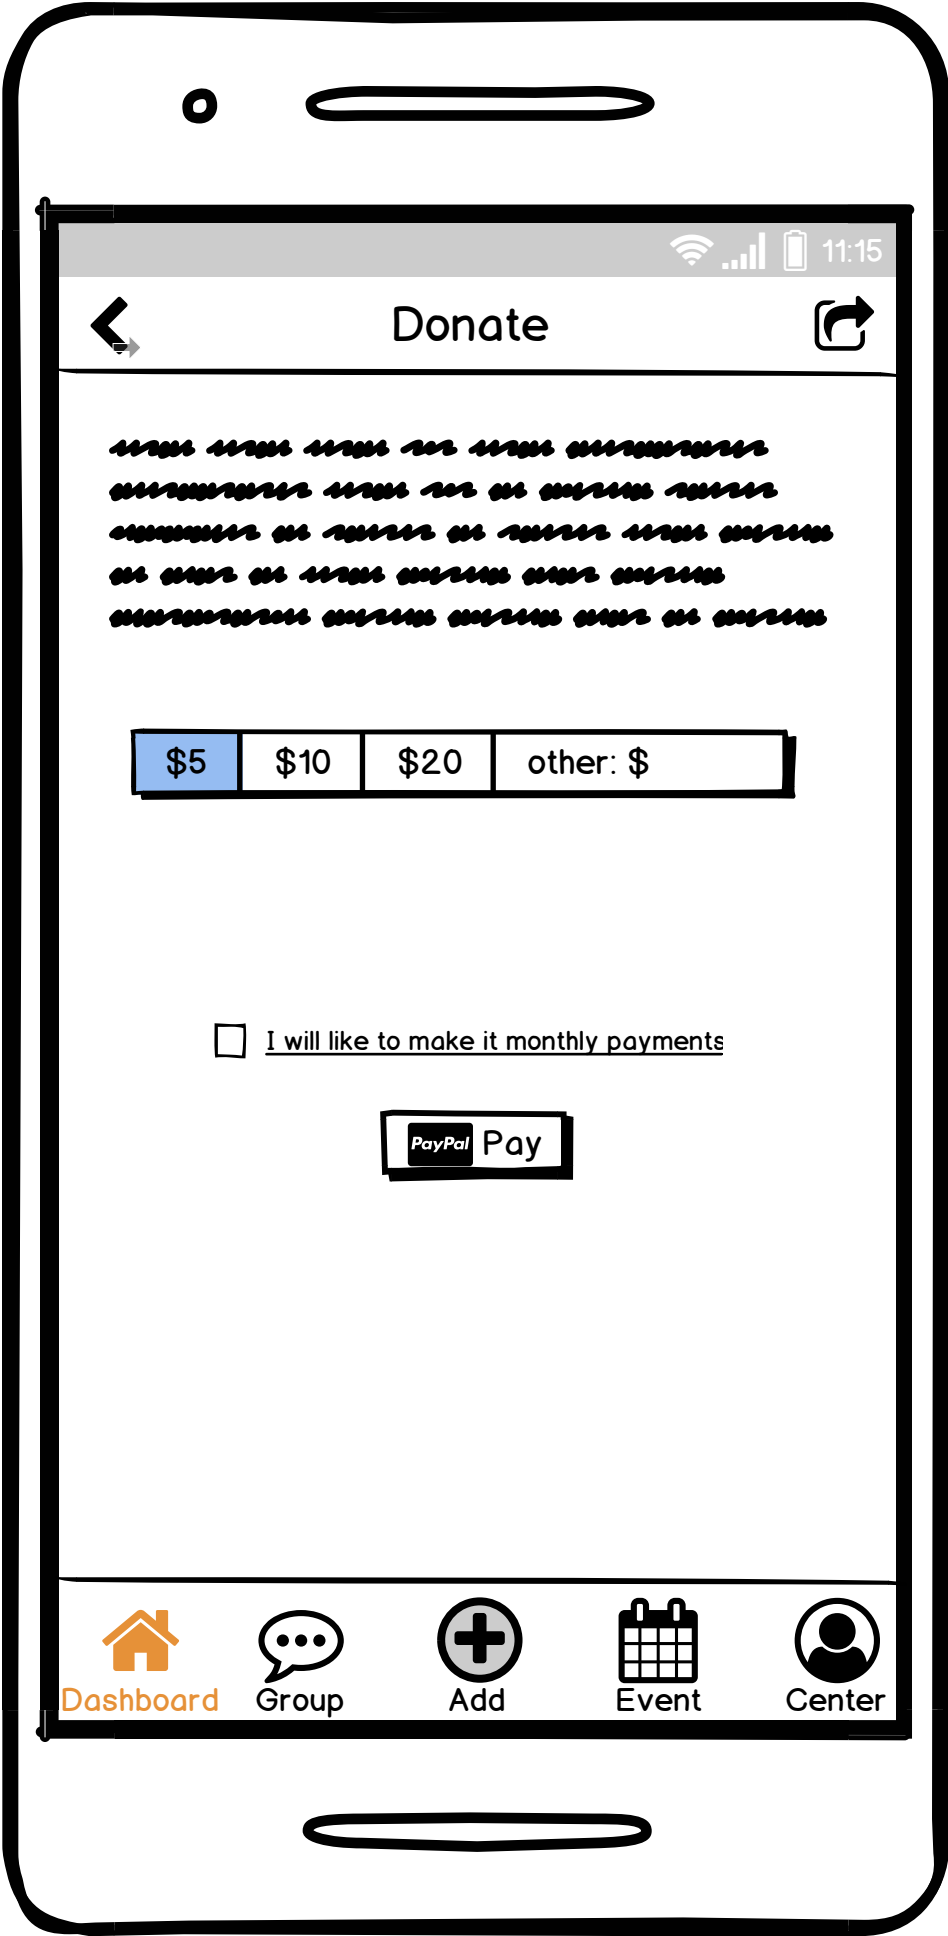 11:15
Donate
$5 $10 $20 other: $
I will like to make it monthly payments
PayPal Pay
Dashboard Group Add Event Center